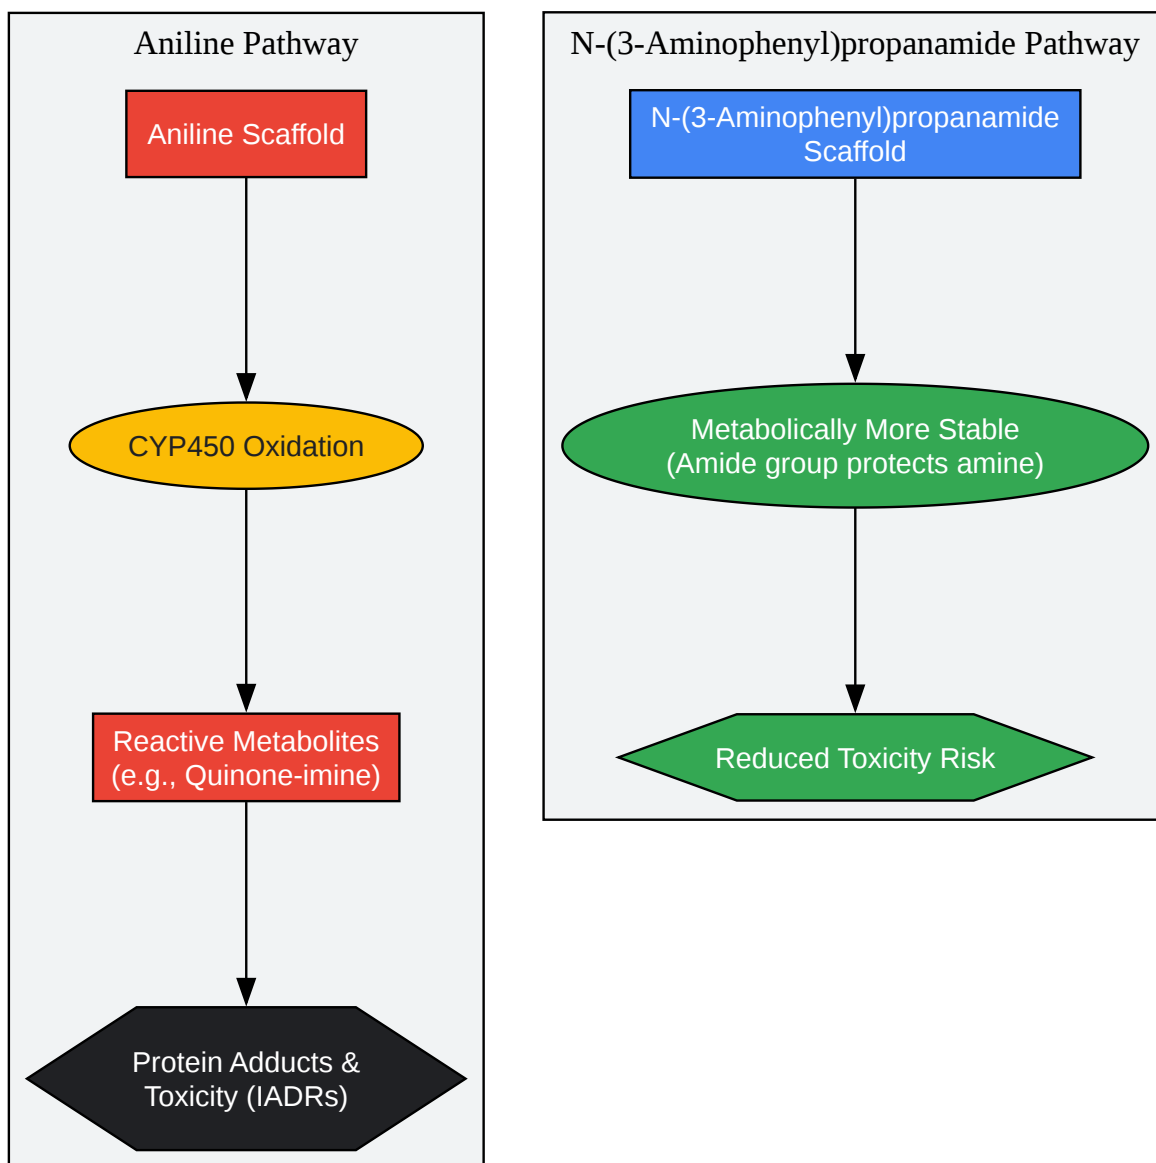 Aniline Pathway
Aniline Scaffold
CYP450 Oxidation
Reactive Metabolites
(e.g., Quinone-imine)
Protein Adducts &
Toxicity (IADRs)
N-(3-Aminophenyl)propanamide Pathway
N-(3-Aminophenyl)propanamide
Scaffold
Metabolically More Stable
(Amide group protects amine)
Reduced Toxicity Risk